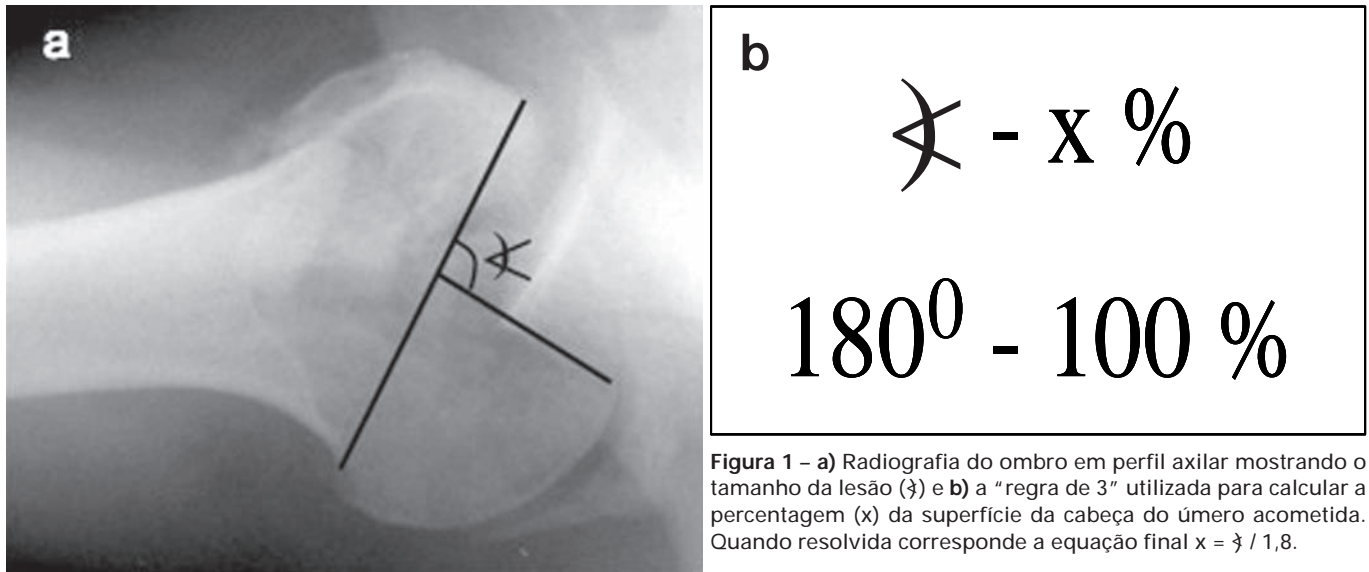 a
∢
b
∢ - x %
180⁰ - 100 %
Figura 1 – a) Radiografia do ombro em perfil axilar mostrando o
tamanho da lesão (∢) e b) a “regra de 3” utilizada para calcular a
percentagem (x) da superfície da cabeça do úmero acometida.
Quando resolvida corresponde a equação final x = ∢ / 1,8.